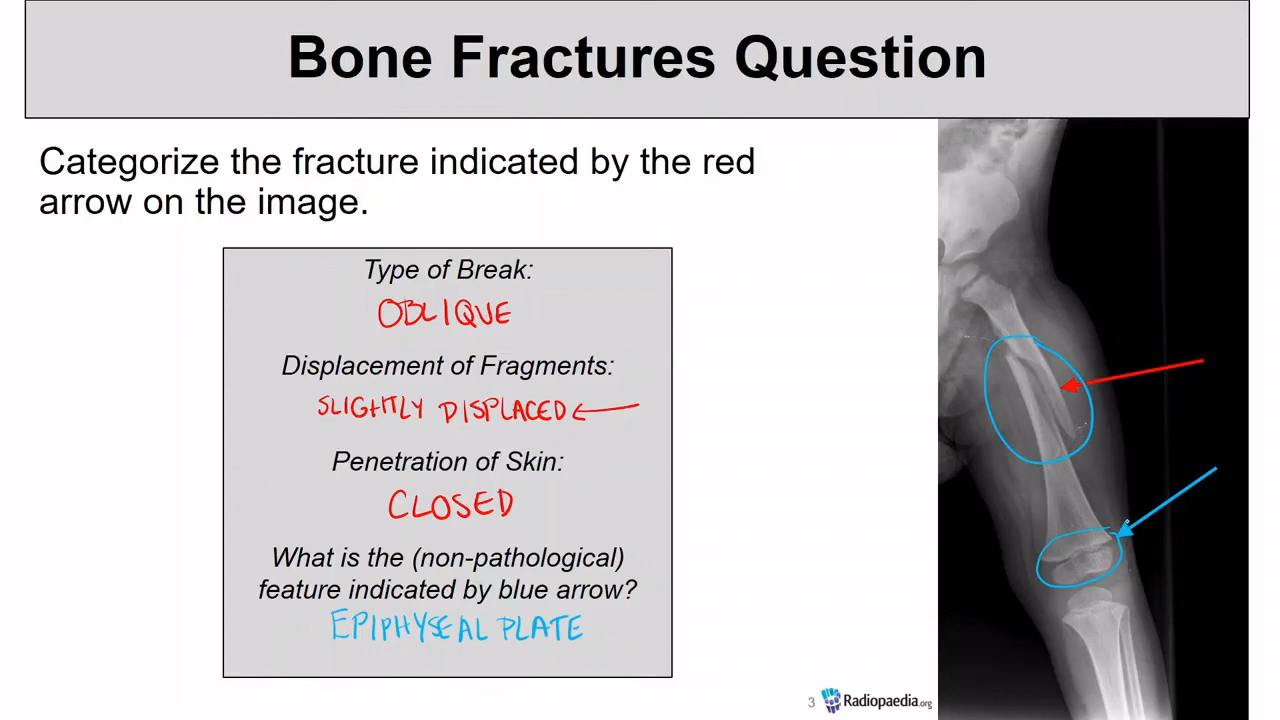 Bone Fractures Question
Categorize the fracture indicated by the red
arrow on the image.
Type of Break:
OBLIQUE
Displacement of Fragments:
SLIGHTLY DISPLACED
Penetration of Skin:
CLOSED
What is the (non-pathological)
feature indicated by blue arrow?
EPIPHYSEAL PLATE
3 Radiopaedia.org